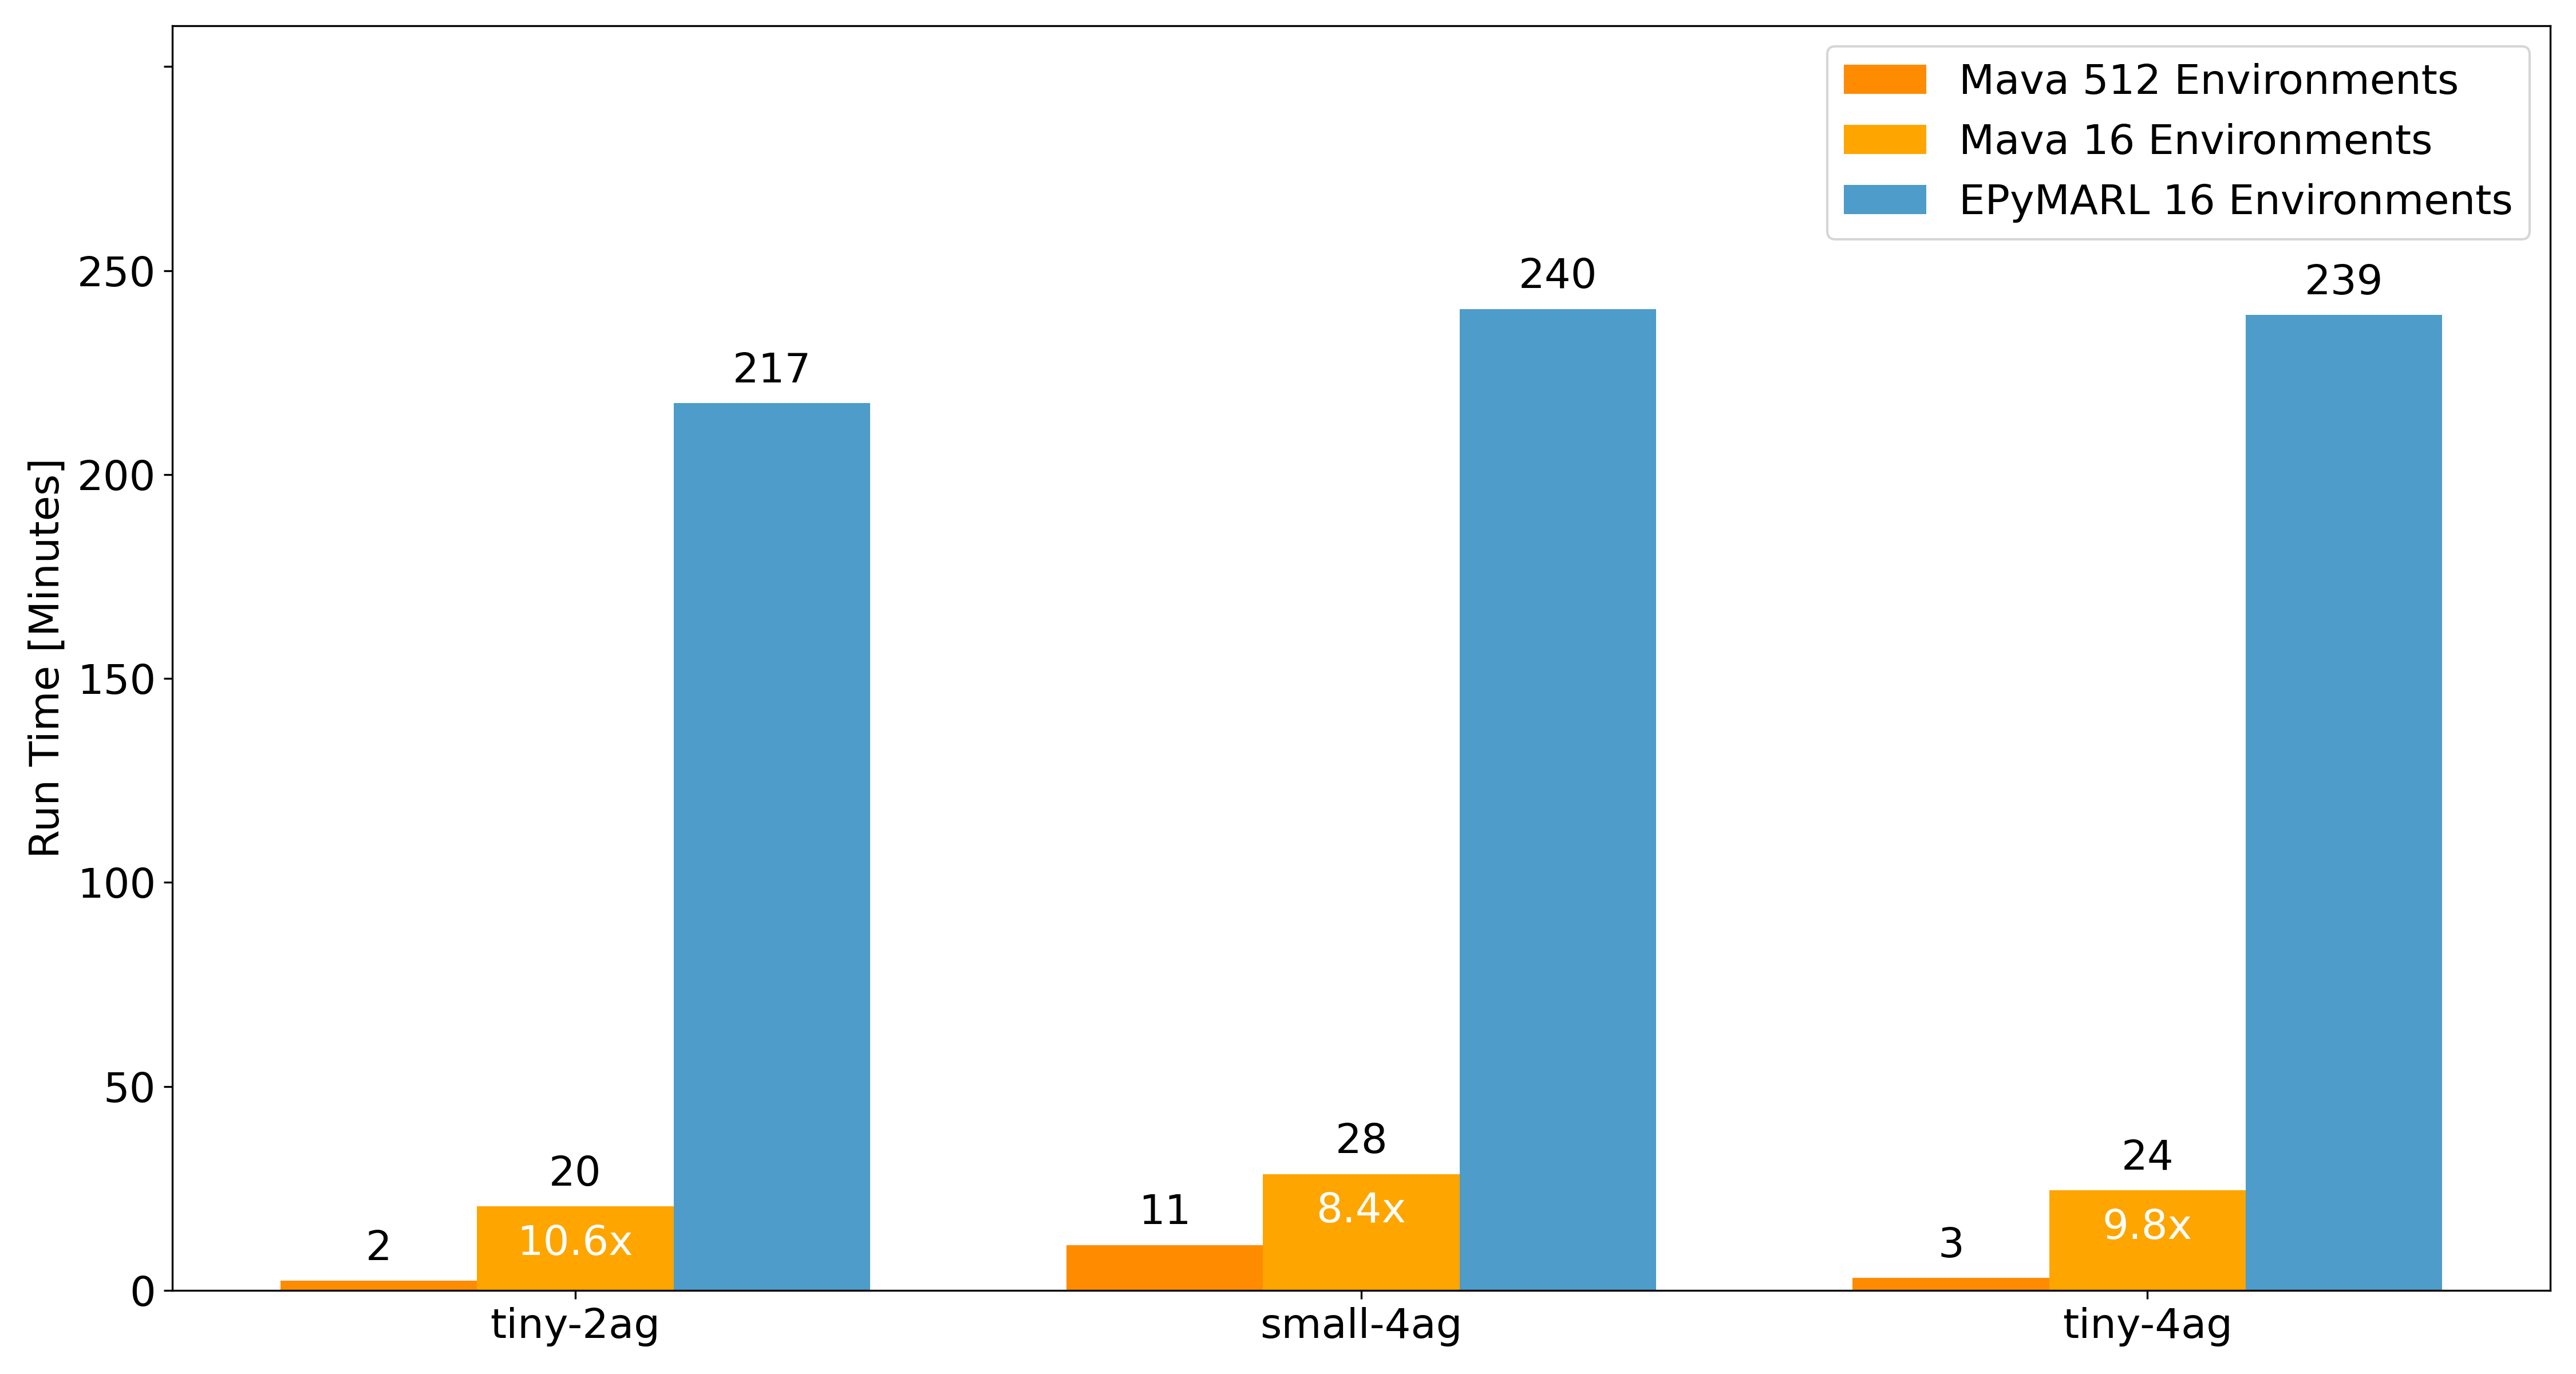 Mava 512 Environments
Mava 16 Environments
EPyMARL 16 Environments
Run Time [Minutes]
250
200
150
100
50
0
2
20
10.6x
217
11
28
8.4x
240
3
24
9.8x
239
tiny-2ag
small-4ag
tiny-4ag